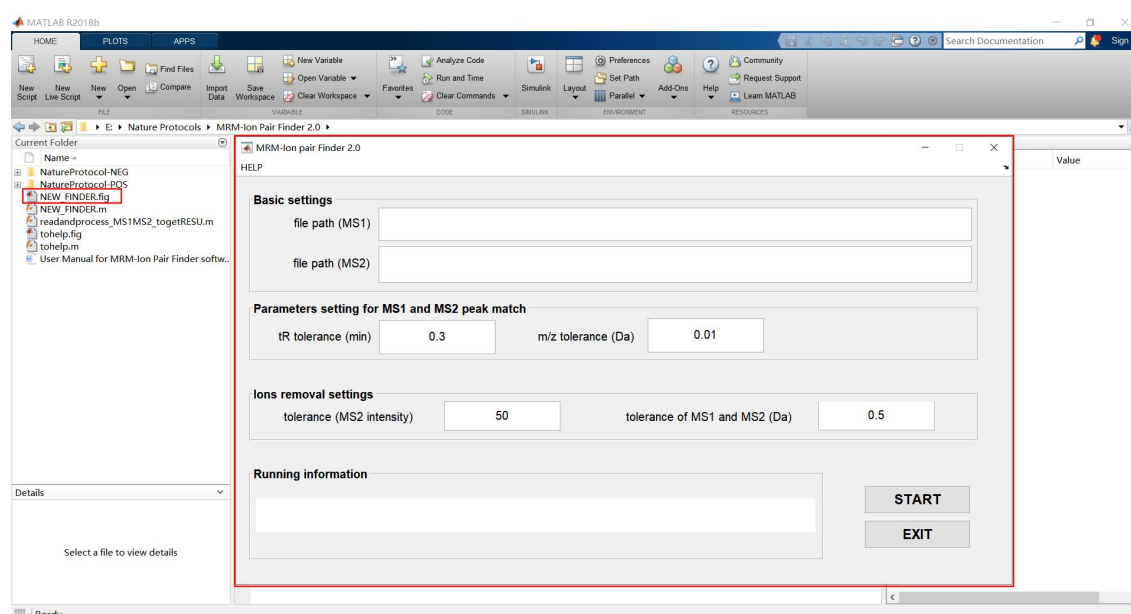 MATLAB R2018b
HOME PLOTS APPS
Search Documentation Sign
New Script
New Live Script
New
Open
Find Files
Compare
Import Data
Save Workspace
New Variable
Open Variable
Clear Workspace
Favorites
Analyze Code
Run and Time
Clear Commands
Simulink
Layout
Preferences
Set Path
Parallel
Add-Ons
Help
Community
Request Support
Learn MATLAB
FILE VARIABLE CODE SIMULINK ENVIRONMENT RESOURCES
E: Nature Protocols MRM-Ion Pair Finder 2.0
Current Folder
Name
NatureProtocol-NEG
NatureProtocol-POS
NEW_FINDER.fig
NEW_FINDER.m
readandprocess_MS1MS2_togetRESU.m
tohelp.fig
tohelp.m
User Manual for MRM-Ion Pair Finder softw..
Details
Select a file to view details
MRM-Ion pair Finder 2.0
HELP
Basic settings
file path (MS1)
file path (MS2)
Parameters setting for MS1 and MS2 peak match
tR tolerance (min) 0.3 m/z tolerance (Da) 0.01
Ions removal settings
tolerance (MS2 intensity) 50 tolerance of MS1 and MS2 (Da) 0.5
Running information
START
EXIT
Value